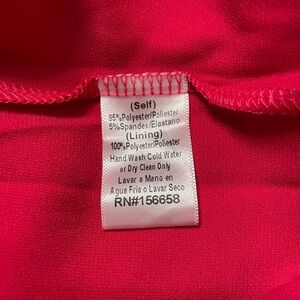 (Self)
95%Polyester/Poliester
5%Spandex/Elastano
(Lining)
100%Polyester/Poliester
Hand Wash Cold Water
or Dry Clean Only
Lavar a Mano en
Agua Fria o Lavar Seco
RN#156658